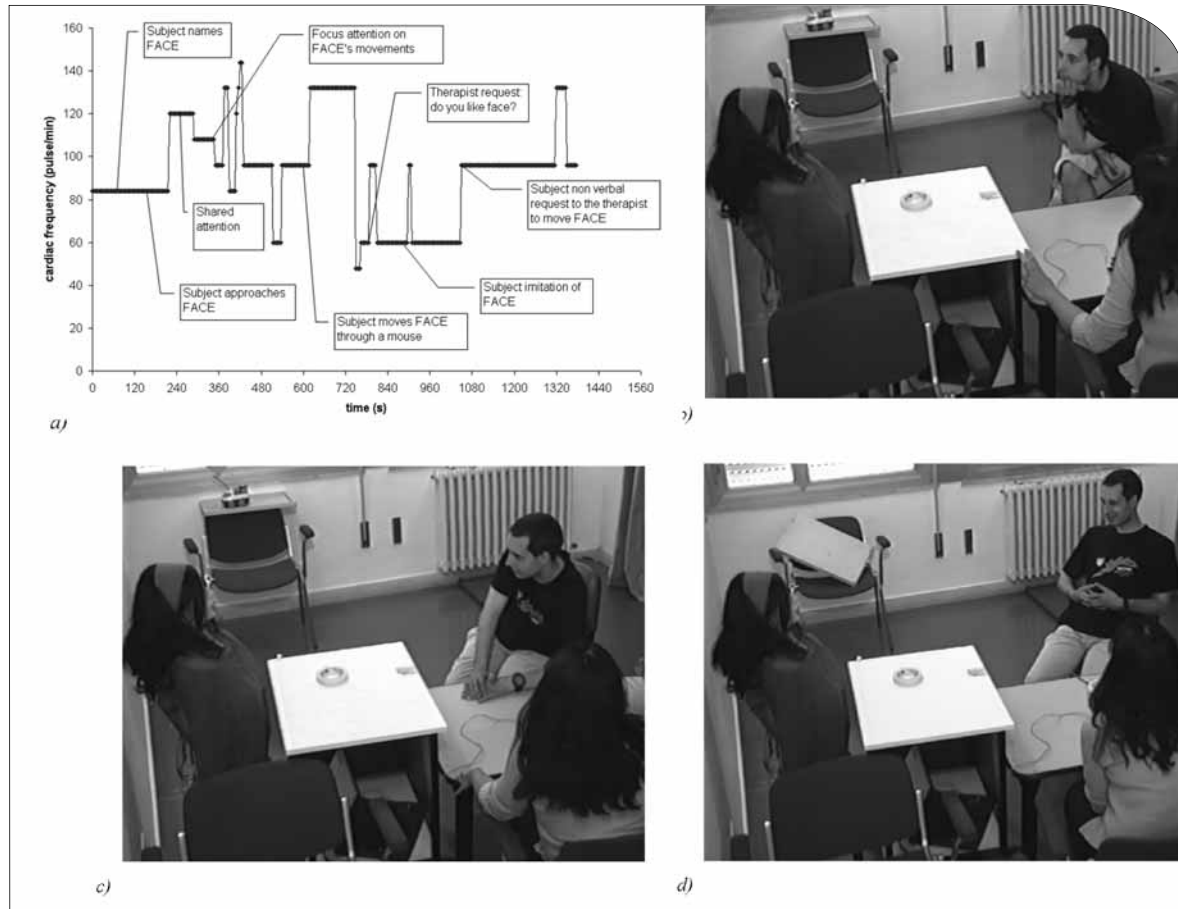 160
140
120
100
80
60
40
20
0
cardiac frequency (pulse/min)
Subject names
FACE
Focus attention on
FACE's movements
Therapist request:
do you like face?
Shared
attention
Subject non verbal
request to the therapist
to move FACE
Subject approaches
FACE
Subject imitation of
FACE
Subject moves FACE
through a mouse
0 120 240 360 480 600 720 840 960 1080 1200 1320 1440 1560
time (s)
a)
b)
c)
d)